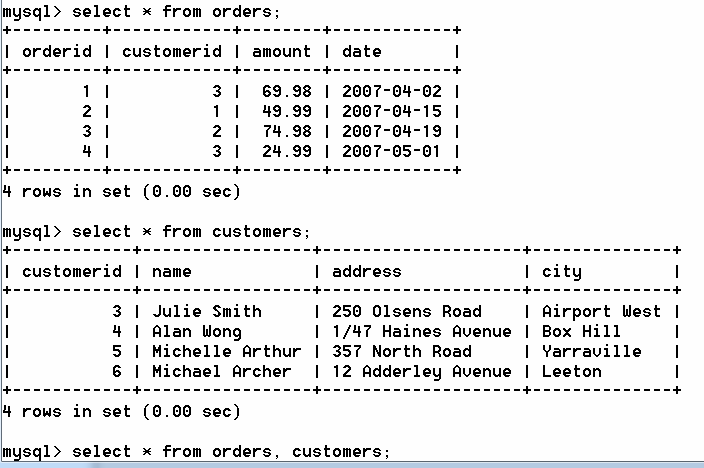 mysql> select * from orders;
+---------+------------+--------+------------+
| orderid | customerid | amount | date       |
+---------+------------+--------+------------+
|       1 |          3 |  69.98 | 2007-04-02 |
|       2 |          1 |  49.99 | 2007-04-15 |
|       3 |          2 |  74.98 | 2007-04-19 |
|       4 |          3 |  24.99 | 2007-05-01 |
+---------+------------+--------+------------+
4 rows in set (0.00 sec)
mysql> select * from customers;
+------------+-----------------+--------------------+--------------+
| customerid | name            | address            | city         |
+------------+-----------------+--------------------+--------------+
|          3 | Julie Smith     | 250 Olsens Road    | Airport West |
|          4 | Alan Wong       | 1/47 Haines Avenue | Box Hill     |
|          5 | Michelle Arthur | 357 North Road     | Yarraville   |
|          6 | Michael Archer  | 12 Adderley Avenue | Leeton       |
+------------+-----------------+--------------------+--------------+
4 rows in set (0.00 sec)
mysql> select * from orders, customers;